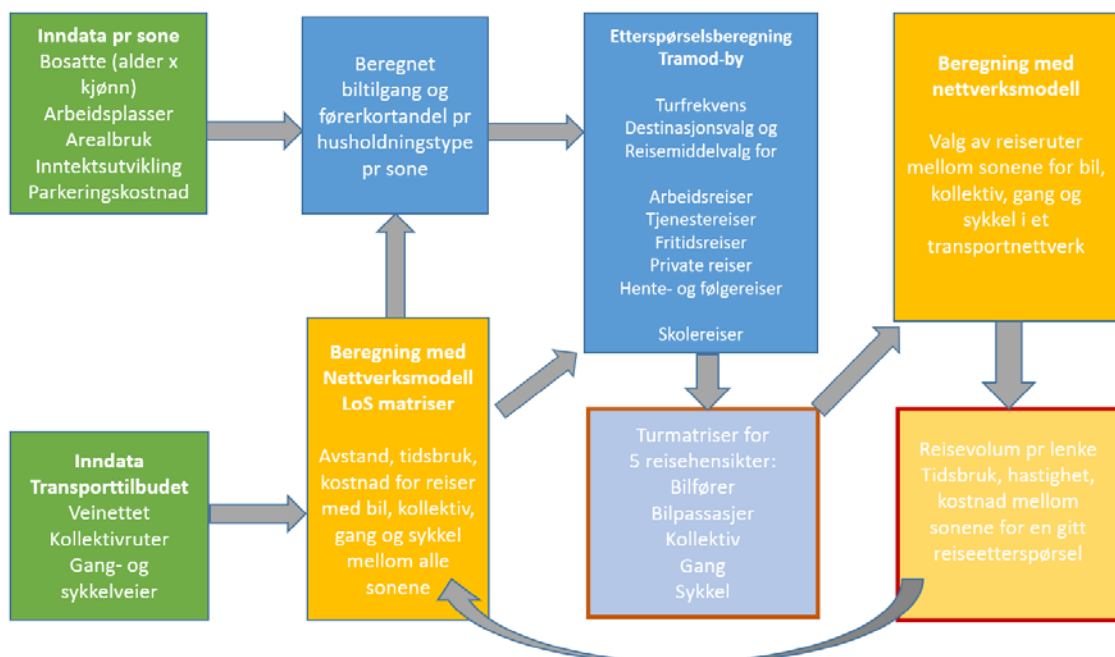 Inndata pr sone
Bosatte (alder x
kjønn)
Arbeidsplasser
Arealbruk
Inntektsutvikling
Parkeringskostnad
Beregnet
biltilgang og
førerkortandel pr
husholdningstype
pr sone
Etterspørselsberegning
Tramod-by
Turfrekvens
Destinasjonsvalg og
Reisemiddelvalg for
Arbeidsreiser
Tjenestereiser
Fritidsreiser
Private reiser
Hente- og følgereiser
Skolereiser
Beregning med
nettverksmodell
Valg av reiseruter
mellom sonene for bil,
kollektiv, gang og
sykkel i et
transportnettverk
Inndata
Transporttilbudet
Veinettet
Kollektivruter
Gang- og
sykkelveier
Beregning med
Nettverksmodell
LoS matriser
Avstand, tidsbruk,
kostnad for reiser
med bil, kollektiv,
gang og sykkel
mellom alle
sonene
Turmatriser for
5 reisehensikter:
Bilfører
Bilpassasjer
Kollektiv
Gang
Sykkel
Reisevolum pr lenke
Tidsbruk, hastighet,
kostnad mellom
sonene for en gitt
reiseetterspørsel